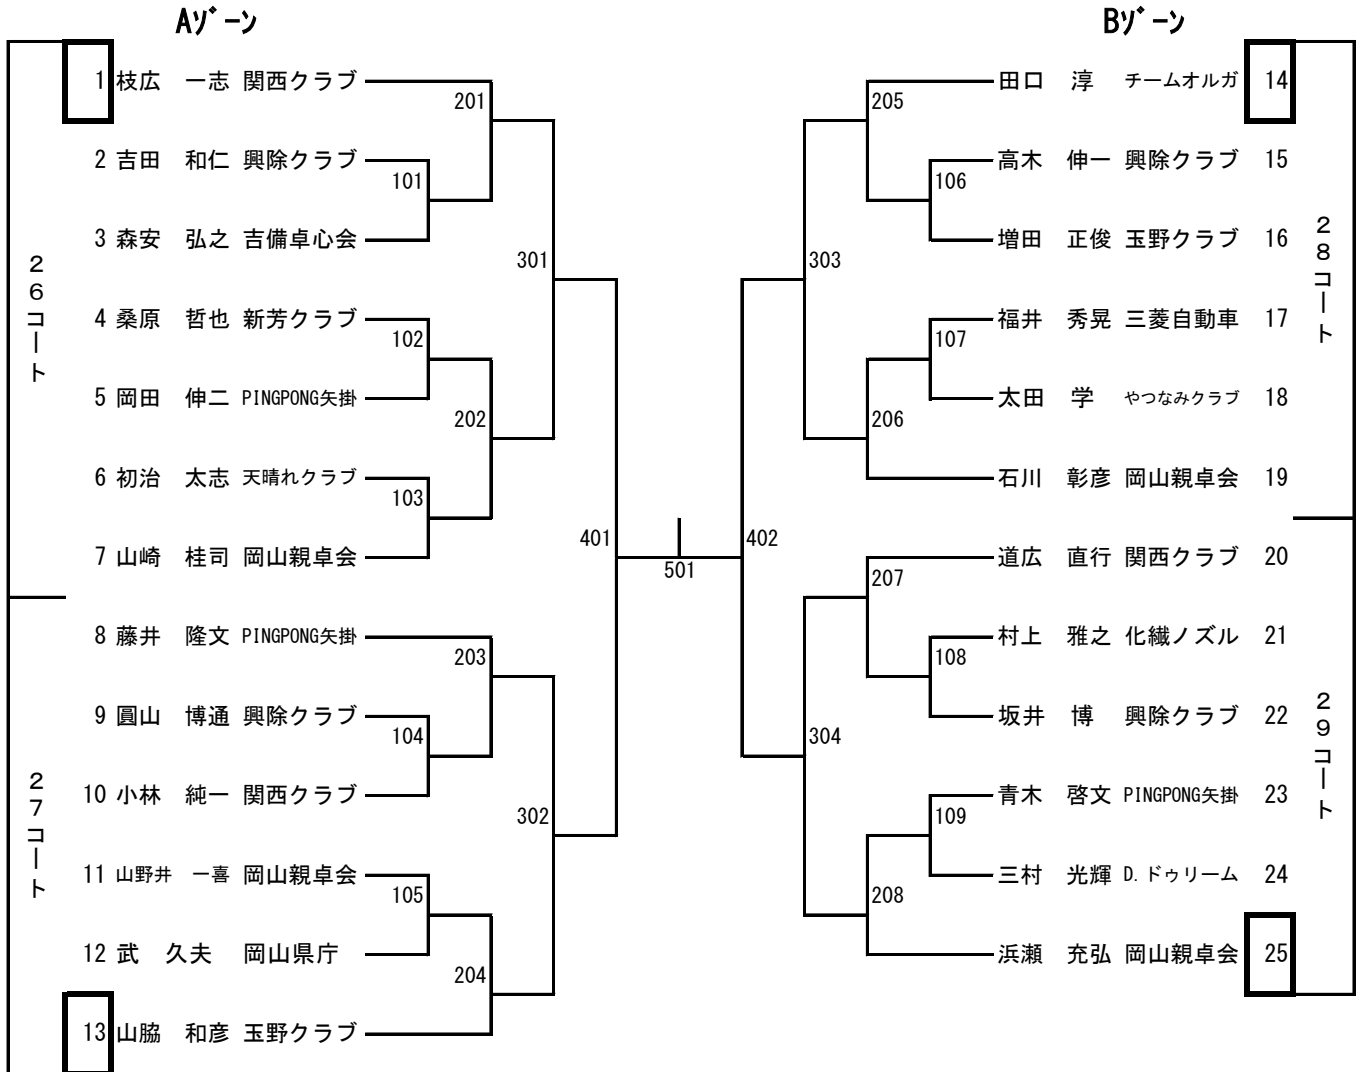 Aゾーン
Bゾーン
1 枝広 一志 関西クラブ
2 吉田 和仁 興除クラブ
3 森安 弘之 吉備卓心会
4 桑原 哲也 新芳クラブ
5 岡田 伸二 PINGPONG矢掛
6 初治 太志 天晴れクラブ
7 山崎 桂司 岡山親卓会
8 藤井 隆文 PINGPONG矢掛
9 圓山 博通 興除クラブ
10 小林 純一 関西クラブ
11 山野井 一喜 岡山親卓会
12 武 久夫 岡山県庁
13 山脇 和彦 玉野クラブ
26コート
27コート
101
102
103
104
105
201
202
203
204
301
302
401
501
402
303
304
205
206
207
208
106
107
108
109
田口 淳 チームオルガ 14
高木 伸一 興除クラブ 15
増田 正俊 玉野クラブ 16
福井 秀晃 三菱自動車 17
太田 学 やつなみクラブ 18
石川 彰彦 岡山親卓会 19
道広 直行 関西クラブ 20
村上 雅之 化繊ノズル 21
坂井 博 興除クラブ 22
青木 啓文 PINGPONG矢掛 23
三村 光輝 D.ドゥリーム 24
浜瀬 充弘 岡山親卓会 25
28コート
29コート